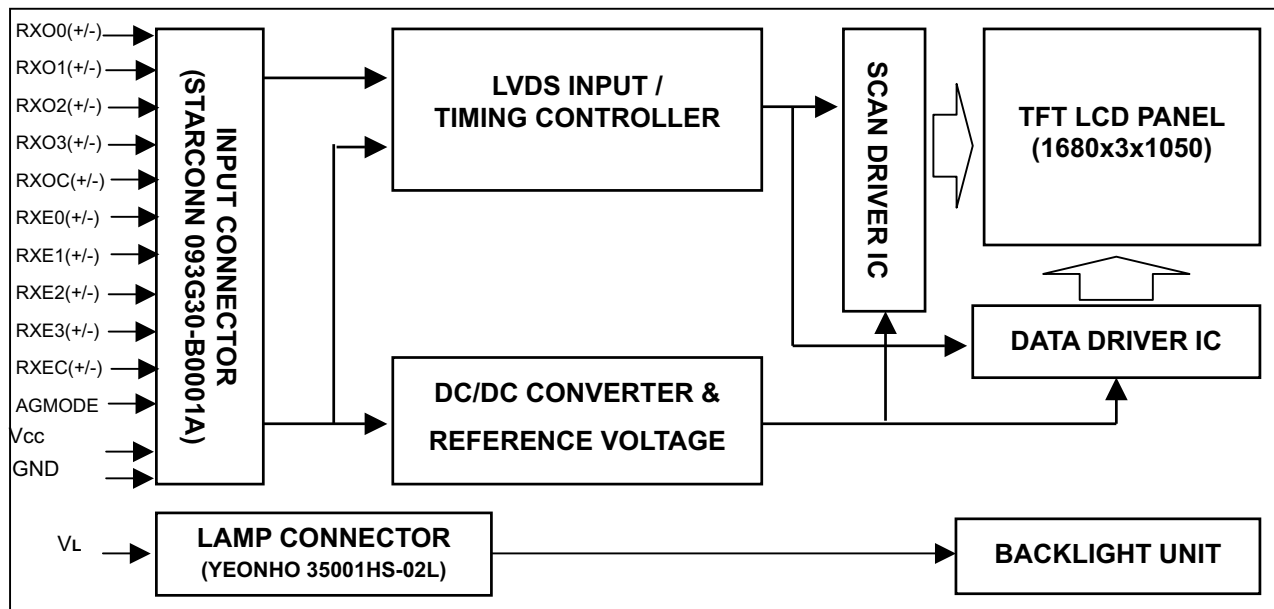 RXO0(+/-)
RXO1(+/-)
RXO2(+/-)
RXO3(+/-)
RXOC(+/-)
RXE0(+/-)
RXE1(+/-)
RXE2(+/-)
RXE3(+/-)
RXEC(+/-)
AGMODE
Vcc
GND
VL
INPUT CONNECTOR
(STARCONN 093G30-B0001A)
LVDS INPUT /
TIMING CONTROLLER
DC/DC CONVERTER &
REFERENCE VOLTAGE
SCAN DRIVER IC
TFT LCD PANEL
(1680x3x1050)
DATA DRIVER IC
LAMP CONNECTOR
(YEONHO 35001HS-02L)
BACKLIGHT UNIT